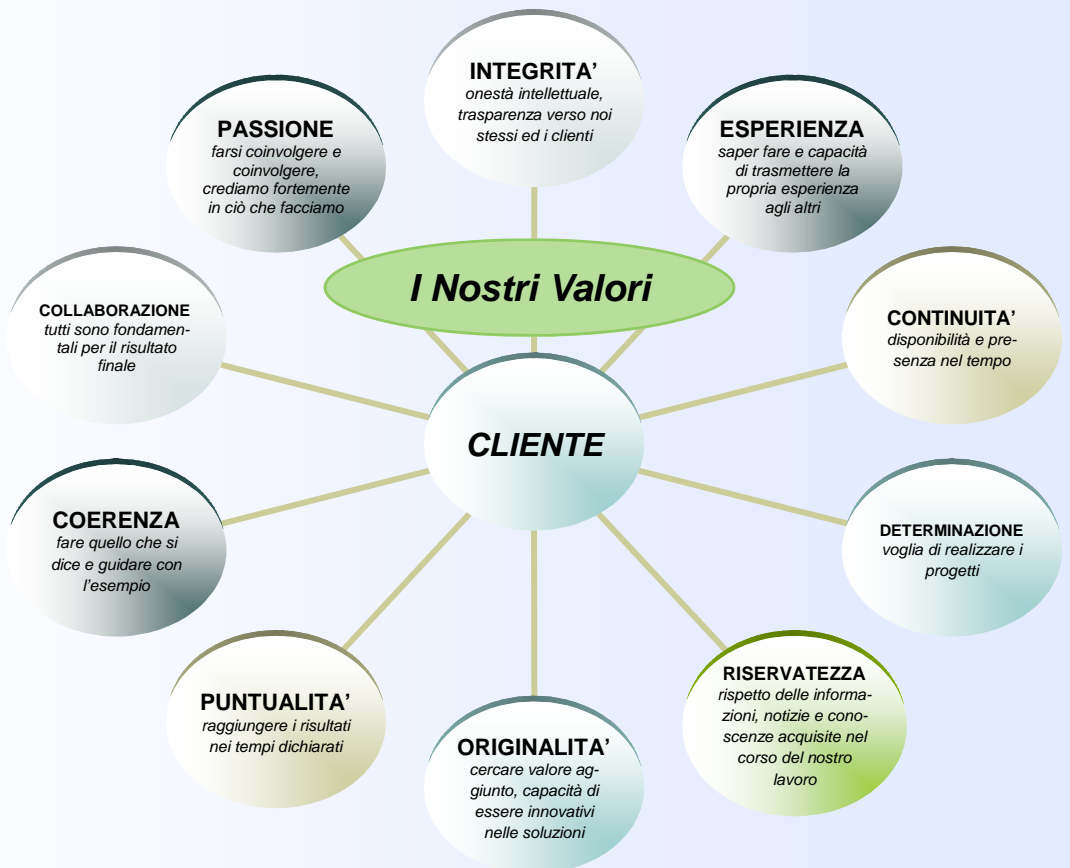 INTEGRITA’
onestà intellettuale,
trasparenza verso noi
stessi ed i clienti
PASSIONE
farsi coinvolgere e
coinvolgere,
crediamo fortemente
in ciò che facciamo
ESPERIENZA
saper fare e capacità
di trasmettere la
propria esperienza
agli altri
I Nostri Valori
COLLABORAZIONE
tutti sono fondamen-
tali per il risultato
finale
CONTINUITA’
disponibilità e pre-
senza nel tempo
CLIENTE
COERENZA
fare quello che si
dice e guidare con
l’esempio
DETERMINAZIONE
voglia di realizzare i
progetti
PUNTUALITA’
raggiungere i risultati
nei tempi dichiarati
ORIGINALITA’
cercare valore ag-
giunto, capacità di
essere innovativi
nelle soluzioni
RISERVATEZZA
rispetto delle informa-
zioni, notizie e cono-
scenze acquisite nel
corso del nostro
lavoro